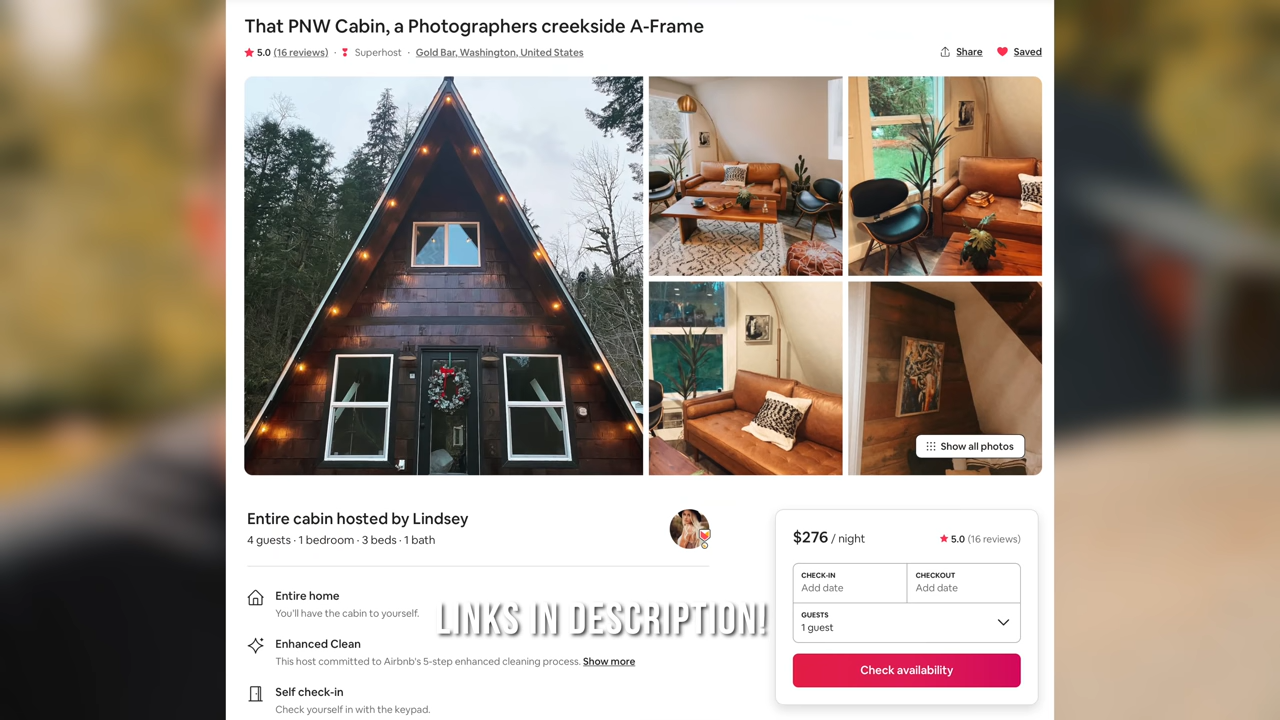 That PNW Cabin, a Photographers creekside A-Frame
5.0 (16 reviews) · Superhost · Gold Bar, Washington, United States
Share Saved
Show all photos
Entire cabin hosted by Lindsey
4 guests · 1 bedroom · 3 beds · 1 bath
$276 / night 5.0 (16 reviews)
CHECK-IN CHECKOUT
Add date Add date
GUESTS
1 guest
Check availability
Entire home
You'll have the cabin to yourself.
LINKS IN DESCRIPTION!
Enhanced Clean
This host committed to Airbnb's 5-step enhanced cleaning process. Show more
Self check-in
Check yourself in with the keypad.